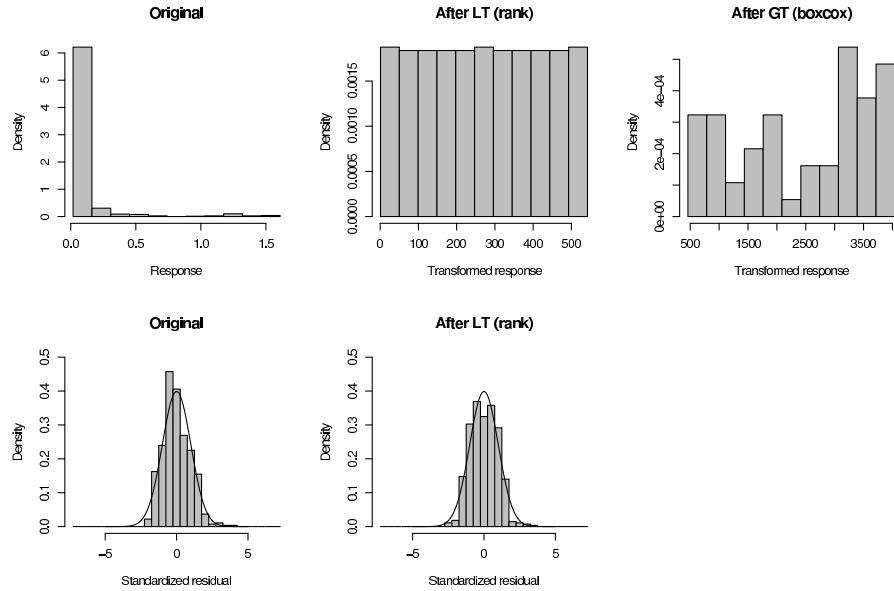 Original
Density
0
1
2
3
4
5
6
0.0
0.5
1.0
1.5
Response
After LT (rank)
Density
0.0000
0.0005
0.0010
0.0015
0
100
200
300
400
500
Transformed response
After GT (boxcox)
Density
0e+00
2e−04
4e−04
500
1500
2500
3500
Transformed response
Original
Density
0.0
0.1
0.2
0.3
0.4
0.5
−5
0
5
Standardized residual
After LT (rank)
Density
0.0
0.1
0.2
0.3
0.4
0.5
−5
0
5
Standardized residual